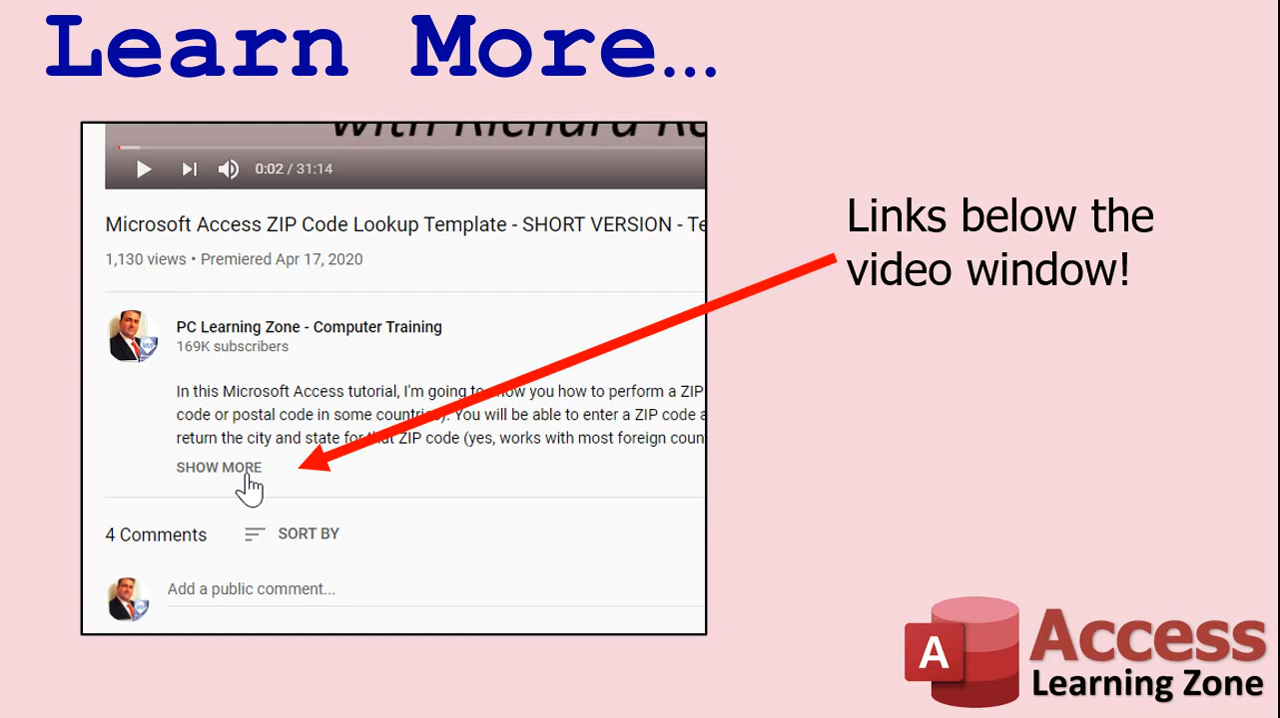 Learn More...
with Richard Ro
0:02 / 31:14
Microsoft Access ZIP Code Lookup Template - SHORT VERSION - Te
1,130 views • Premiered Apr 17, 2020
PC Learning Zone - Computer Training
169K subscribers
In this Microsoft Access tutorial, I'm going to show you how to perform a ZIP
code or postal code in some countries). You will be able to enter a ZIP code a
return the city and state for that ZIP code (yes, works with most foreign coun
SHOW MORE
4 Comments
SORT BY
Add a public comment...
Links below the
video window!
A
Access
Learning Zone